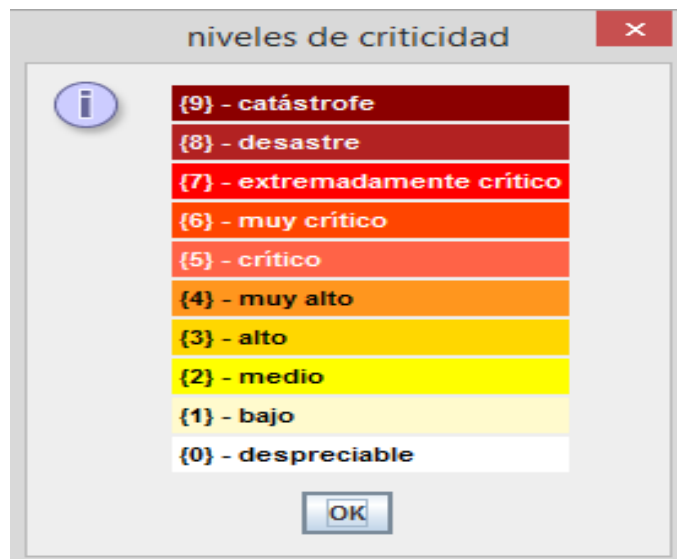 niveles de criticidad
{9} - catástrofe
{8} - desastre
{7} - extremadamente crítico
{6} - muy crítico
{5} - crítico
{4} - muy alto
{3} - alto
{2} - medio
{1} - bajo
{0} - despreciable
OK